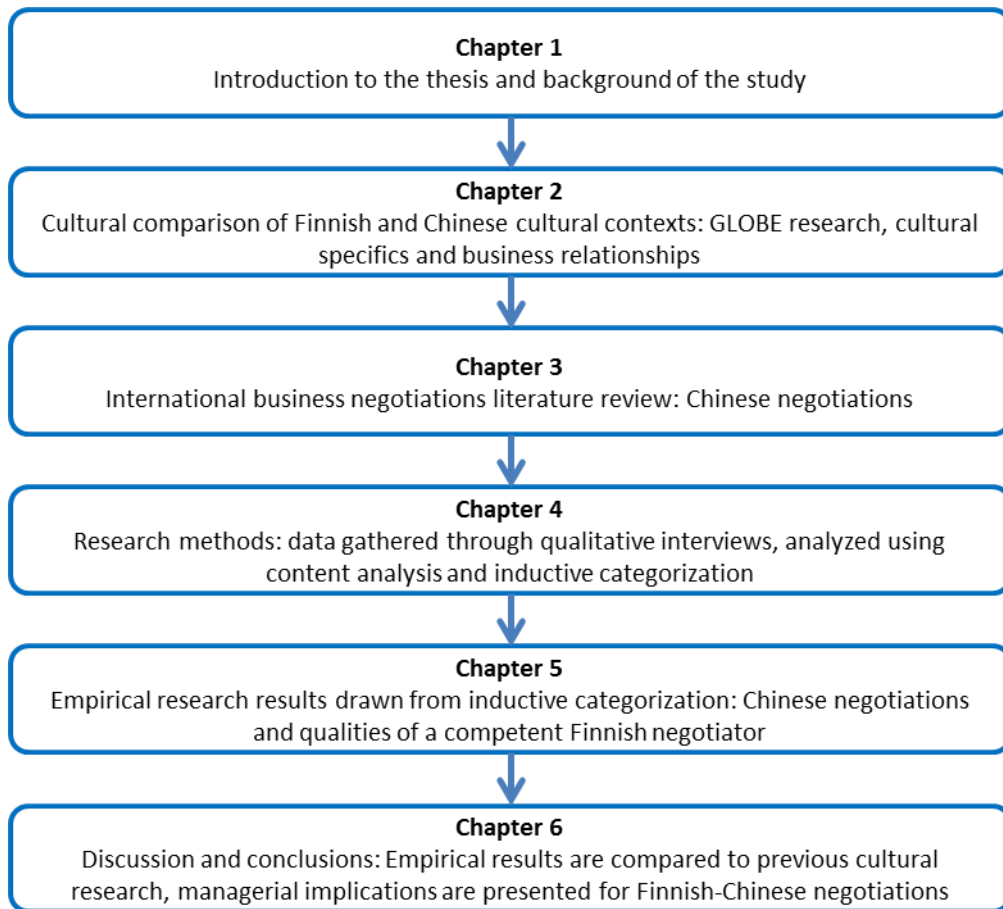 Chapter 1
Introduction to the thesis and background of the study
Chapter 2
Cultural comparison of Finnish and Chinese cultural contexts: GLOBE research, cultural
specifics and business relationships
Chapter 3
International business negotiations literature review: Chinese negotiations
Chapter 4
Research methods: data gathered through qualitative interviews, analyzed using
content analysis and inductive categorization
Chapter 5
Empirical research results drawn from inductive categorization: Chinese negotiations
and qualities of a competent Finnish negotiator
Chapter 6
Discussion and conclusions: Empirical results are compared to previous cultural
research, managerial implications are presented for Finnish-Chinese negotiations